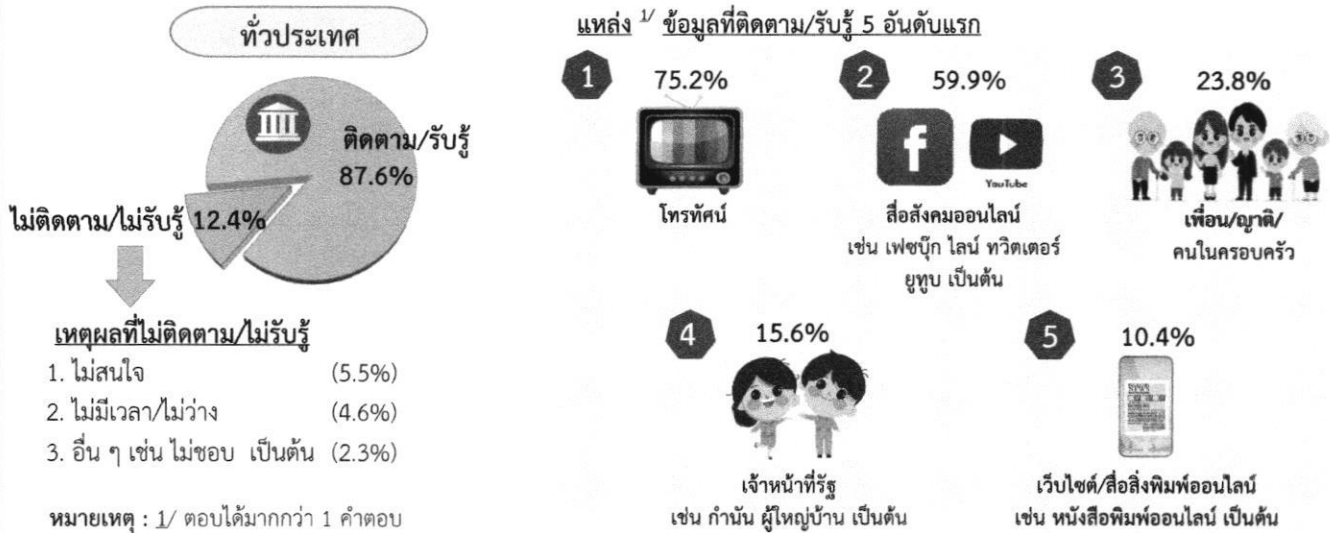 ทั่วประเทศ
ติดตาม/รับรู้
87.6%
ไม่ติดตาม/ไม่รับรู้ 12.4%
เหตุผลที่ไม่ติดตาม/ไม่รับรู้
1. ไม่สนใจ (5.5%)
2. ไม่มีเวลา/ไม่ว่าง (4.6%)
3. อื่น ๆ เช่น ไม่ชอบ เป็นต้น (2.3%)
หมายเหตุ : 1/ ตอบได้มากกว่า 1 คำตอบ
แหล่ง 1/ ข้อมูลที่ติดตาม/รับรู้ 5 อันดับแรก
1 75.2%
โทรทัศน์
2 59.9%
f
YouTube
สื่อสังคมออนไลน์
เช่น เฟซบุ๊ก ไลน์ ทวิตเตอร์
ยูทูบ เป็นต้น
3 23.8%
เพื่อน/ญาติ/
คนในครอบครัว
4 15.6%
เจ้าหน้าที่รัฐ
เช่น กำนัน ผู้ใหญ่บ้าน เป็นต้น
5 10.4%
เว็บไซต์/สื่อสิ่งพิมพ์ออนไลน์
เช่น หนังสือพิมพ์ออนไลน์ เป็นต้น